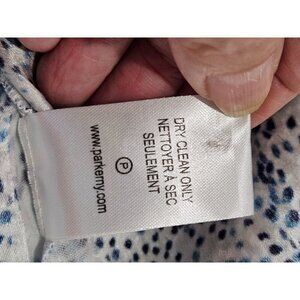 DRY CLEAN ONLY
NETTOYER À SEC
SEULEMENT
P
www.parkerny.com